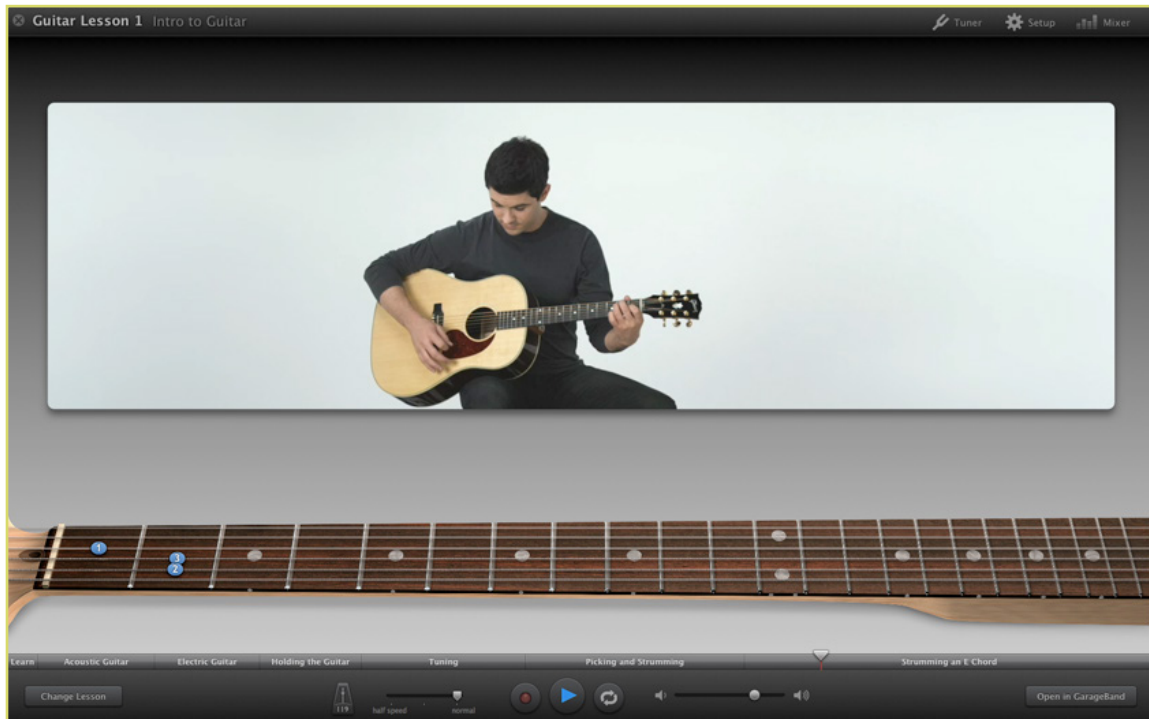 Guitar Lesson 1 Intro to Guitar
Tuner Setup Mixer
1
3
2
Learn Acoustic Guitar Electric Guitar Holding the Guitar Tuning Picking and Strumming Strumming an E Chord
Change Lesson 119 half speed normal Open in GarageBand